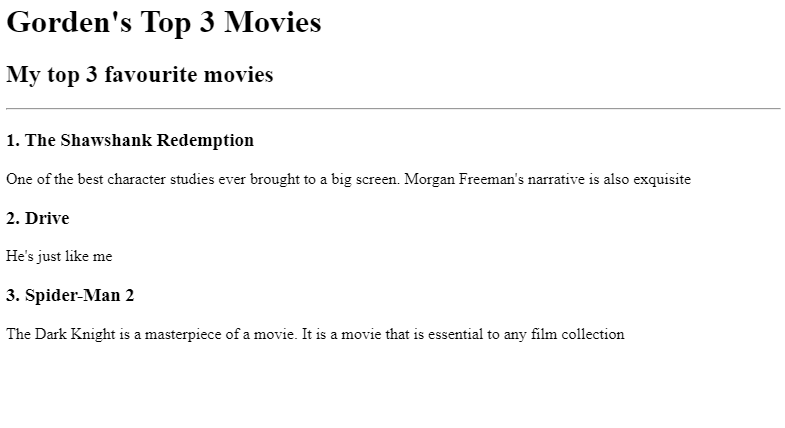 Gorden's Top 3 Movies
My top 3 favourite movies
1. The Shawshank Redemption
One of the best character studies ever brought to a big screen. Morgan Freeman's narrative is also exquisite
2. Drive
He's just like me
3. Spider-Man 2
The Dark Knight is a masterpiece of a movie. It is a movie that is essential to any film collection